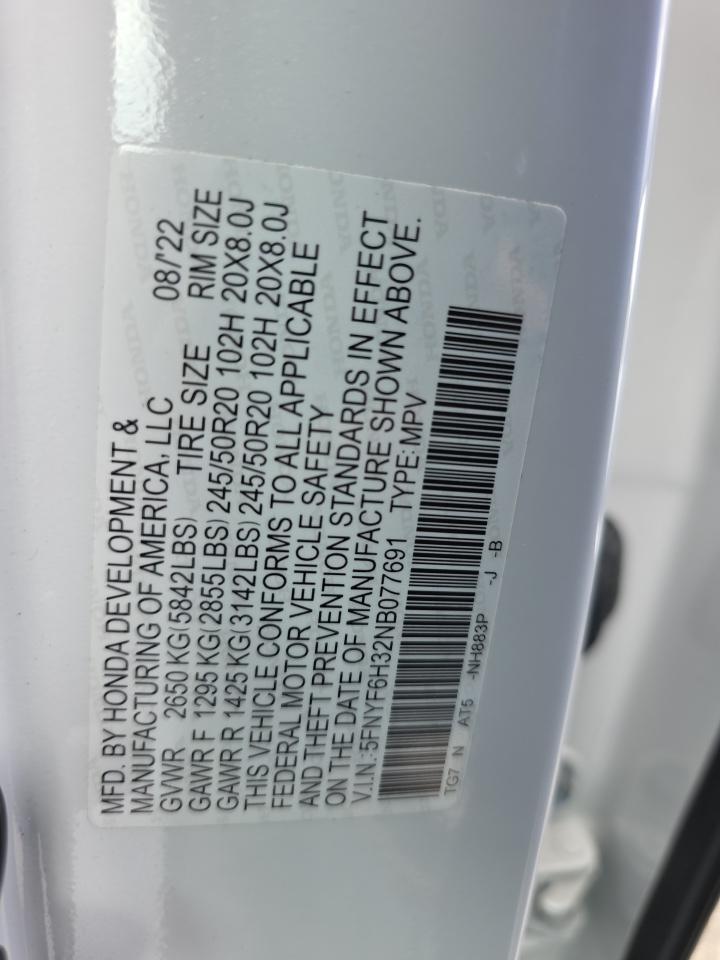 MFD. BY HONDA DEVELOPMENT & 08/'22
MANUFACTURING OF AMERICA, LLC
GVWR 2650 KG(5842LBS) TIRE SIZE RIM SIZE
GAWR F 1295 KG(2855LBS) 245/50R20 102H 20X8.0J
GAWR R 1425 KG(3142LBS) 245/50R20 102H 20X8.0J
THIS VEHICLE CONFORMS TO ALL APPLICABLE
FEDERAL MOTOR VEHICLE SAFETY
AND THEFT PREVENTION STANDARDS IN EFFECT
ON THE DATE OF MANUFACTURE SHOWN ABOVE.
V.I.N.:5FNYF6H32NB077691 TYPE:MPV
TG7 N AT5 -NH883P -J -B